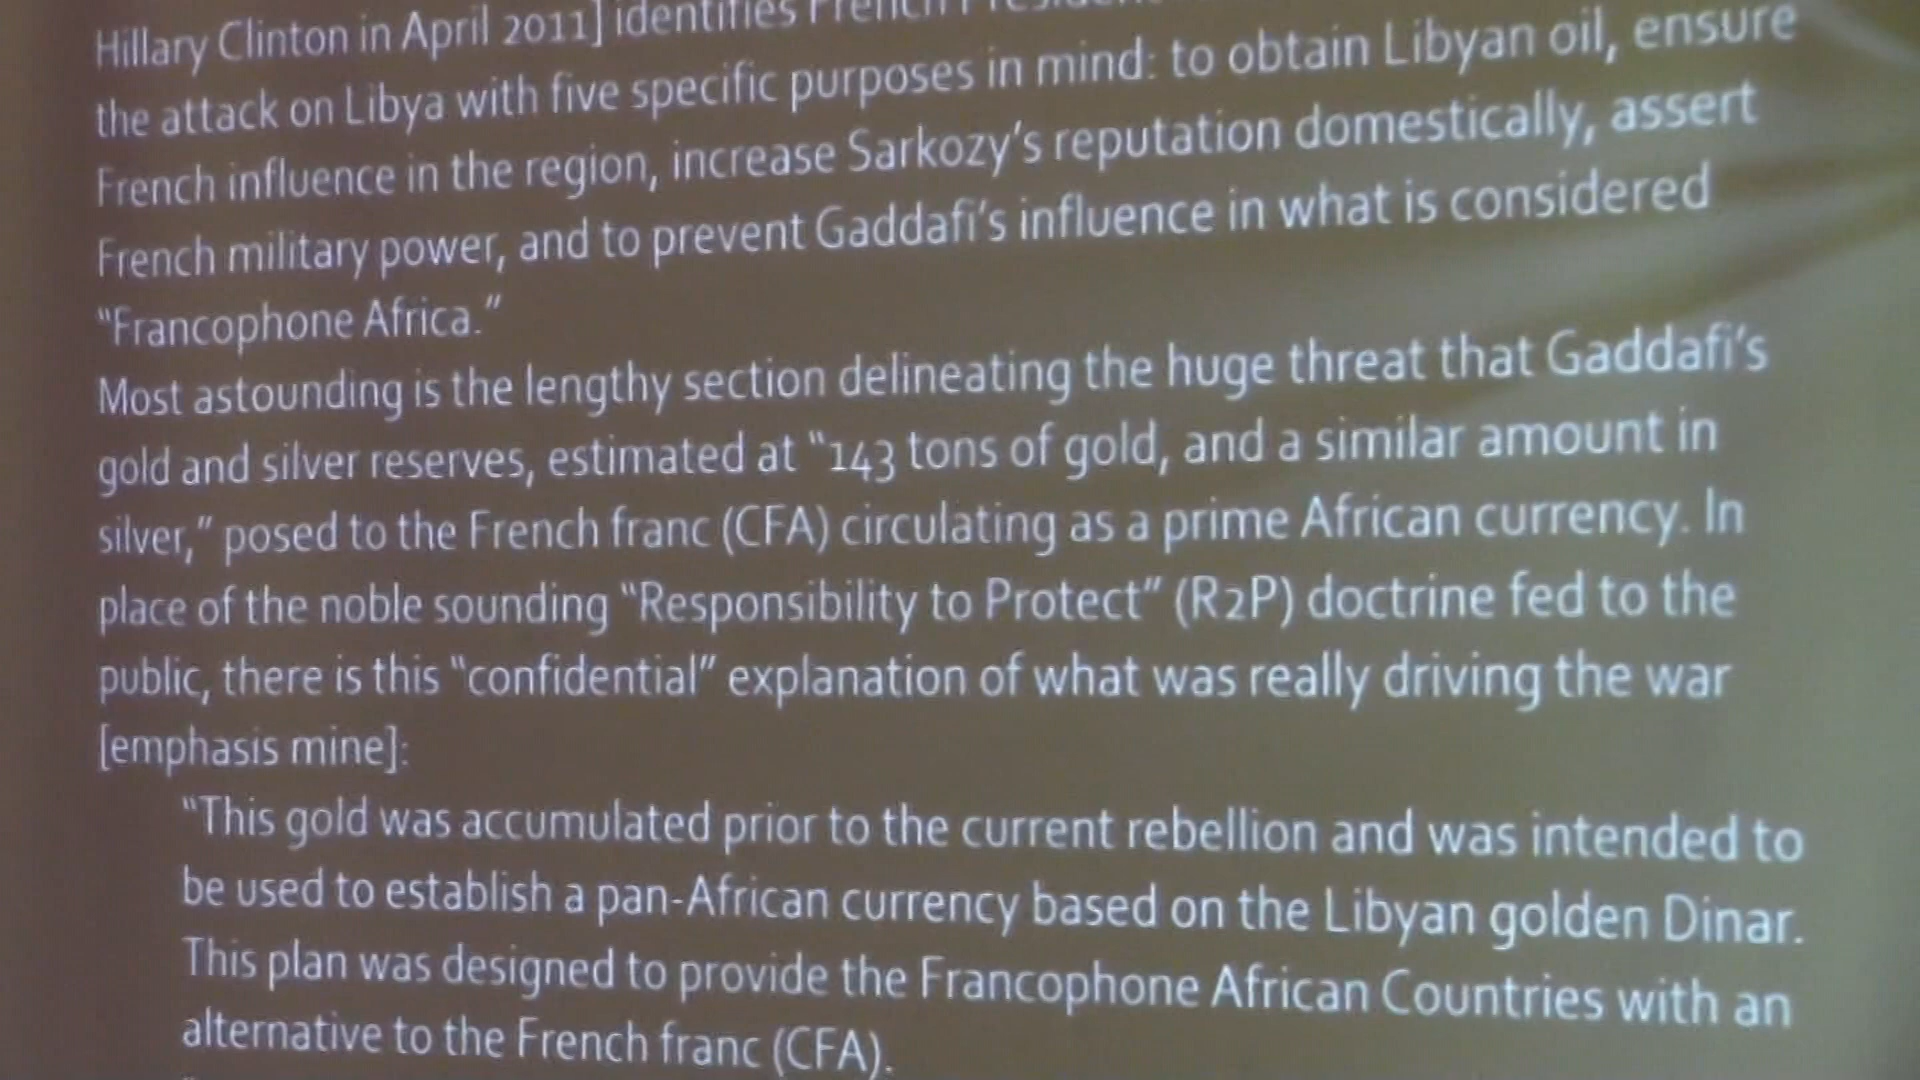 Hillary Clinton in April 2011] identifies French
the attack on Libya with five specific purposes in mind: to obtain Libyan oil, ensure
French influence in the region, increase Sarkozy's reputation domestically, assert
French military power, and to prevent Gaddafi's influence in what is considered
"Francophone Africa."
Most astounding is the lengthy section delineating the huge threat that Gaddafi's
gold and silver reserves, estimated at "143 tons of gold, and a similar amount in
silver," posed to the French franc (CFA) circulating as a prime African currency. In
place of the noble sounding "Responsibility to Protect" (R2P) doctrine fed to the
public, there is this "confidential" explanation of what was really driving the war
[emphasis mine]:
"This gold was accumulated prior to the current rebellion and was intended to
be used to establish a pan-African currency based on the Libyan golden Dinar.
This plan was designed to provide the Francophone African Countries with an
alternative to the French franc (CFA).